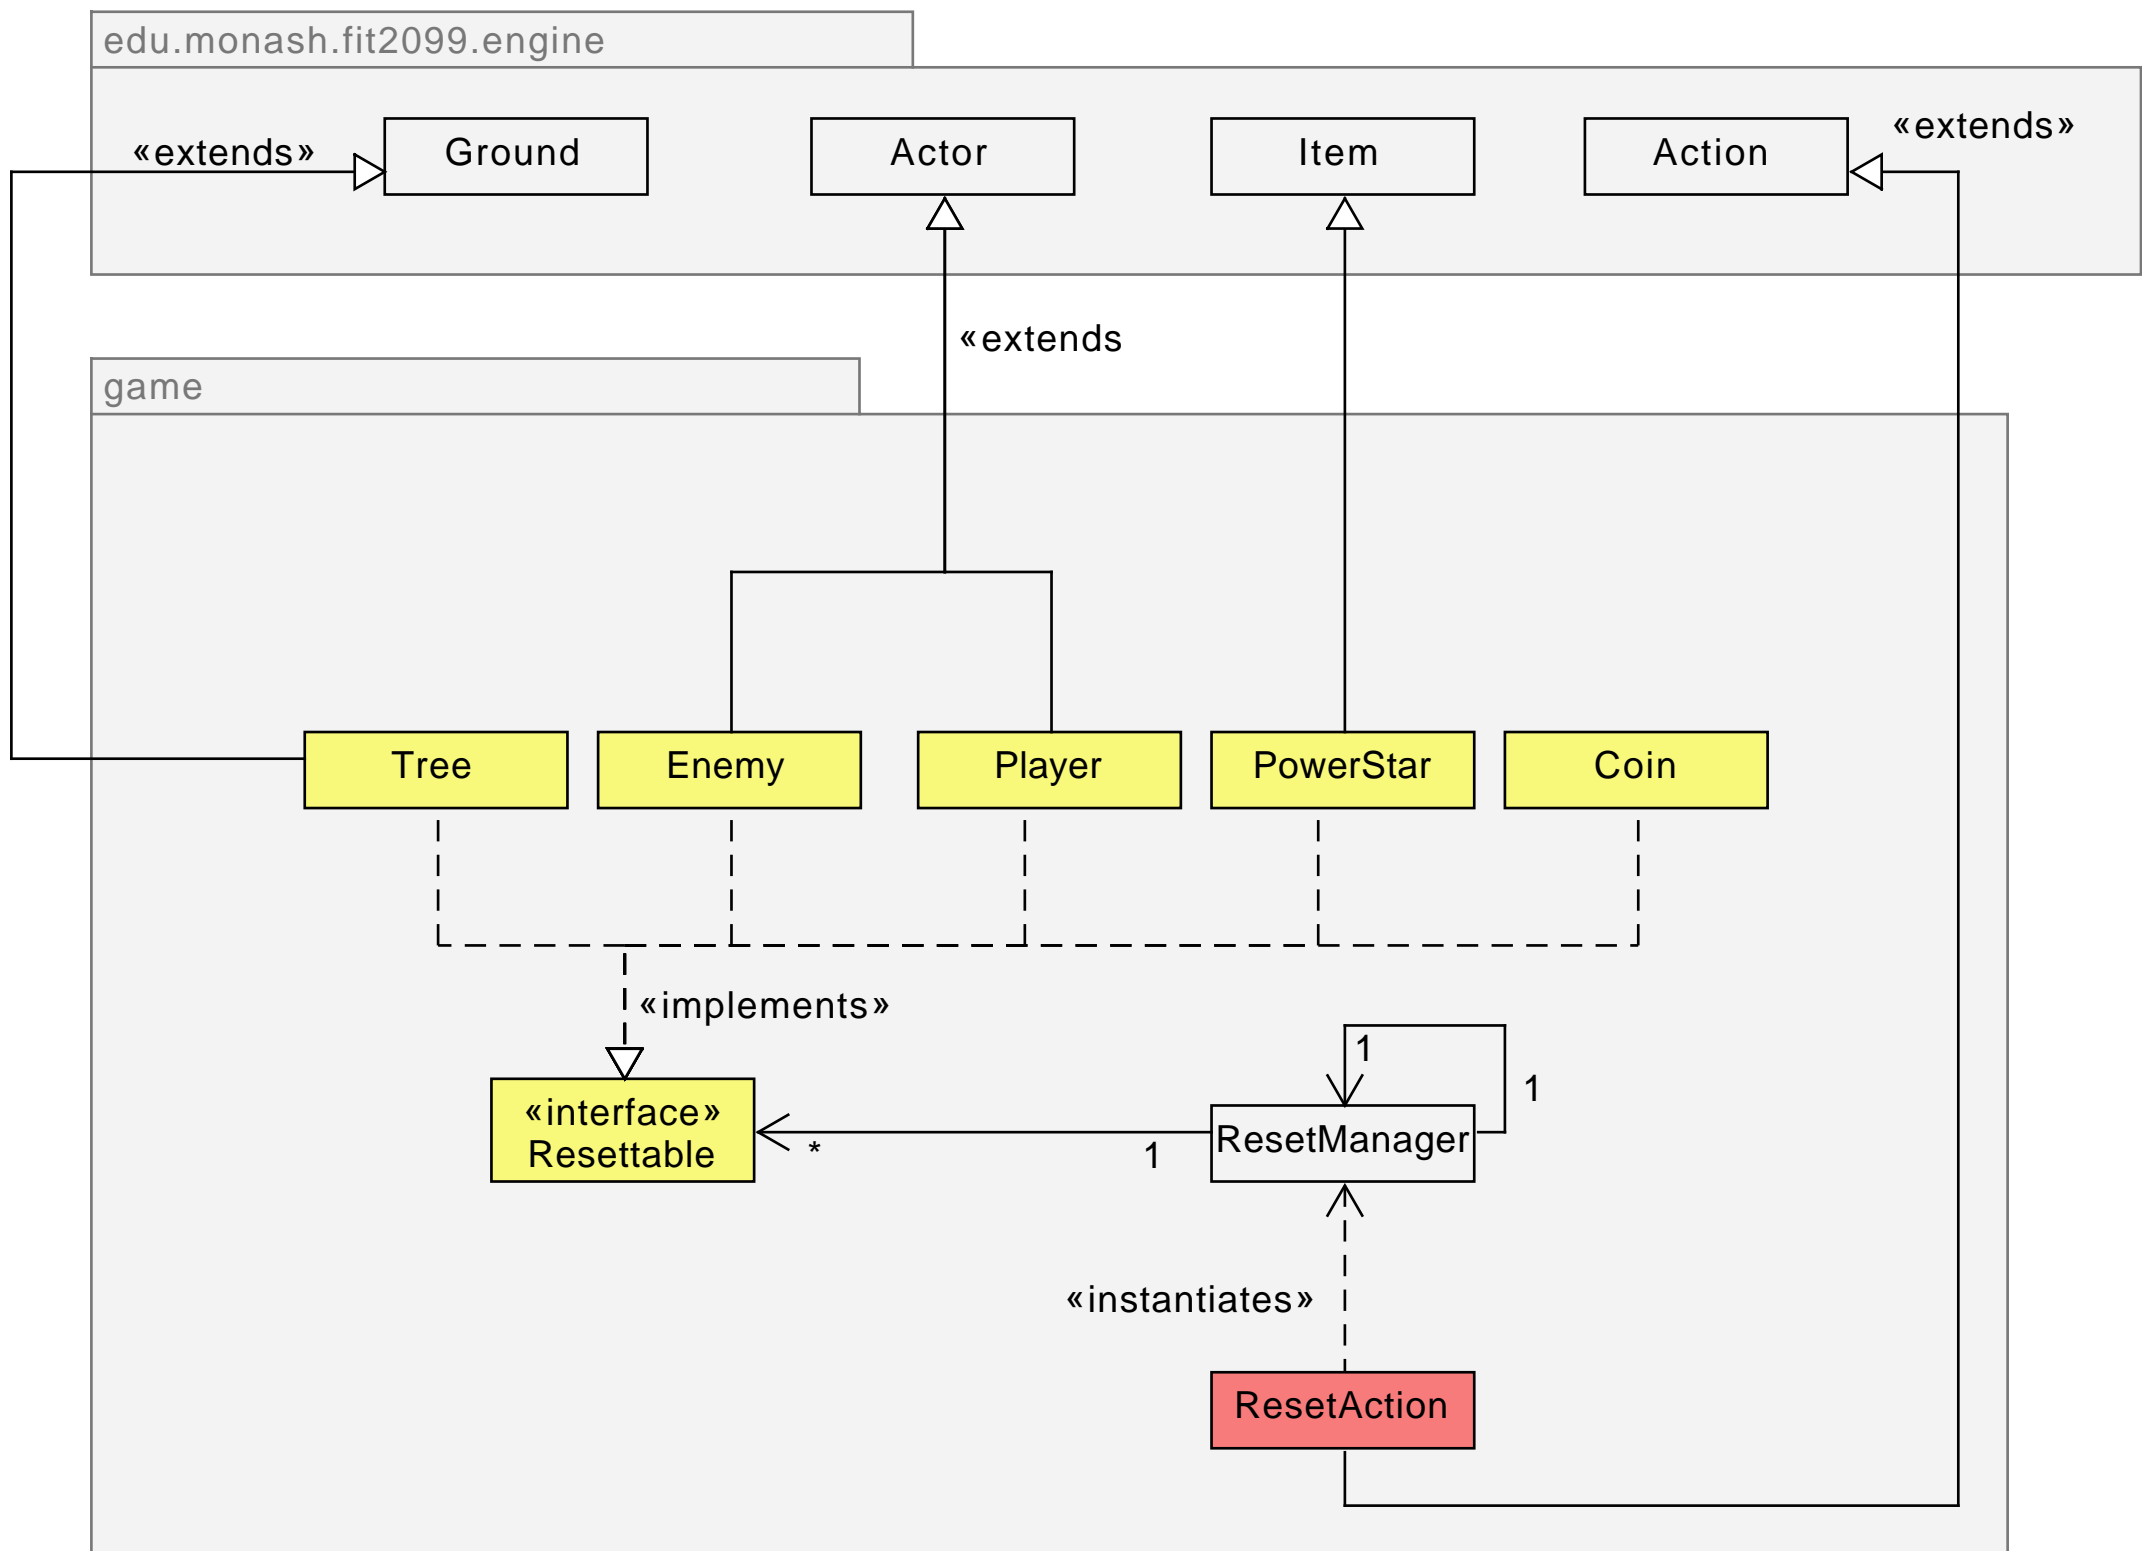 edu.monash.fit2099.engine
«extends»
Ground
Actor
Item
Action
«extends»
«extends
game
Tree
Enemy
Player
PowerStar
Coin
«implements»
1
1
«interface»
Resettable
*
1
ResetManager
«instantiates»
ResetAction